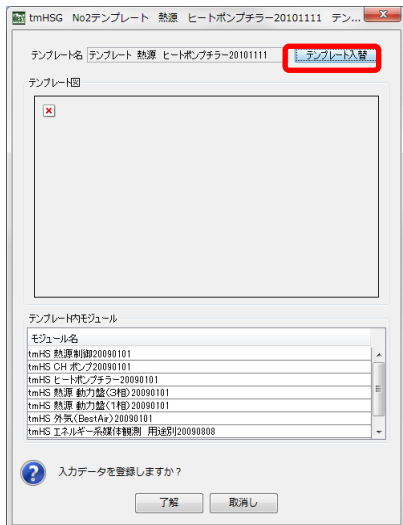 tmHSG No2テンプレート 熱源 ヒートポンプチラー20101111 テン...
テンプレート名 テンプレート 熱源 ヒートポンプチラー20101111 テンプレート入替
テンプレート図
テンプレート内モジュール
モジュール名
tmHS 熱源制御20090101
tmHS CH ポンプ20090101
tmHS ヒートポンプチラー20090101
tmHS 熱源 動力盤(3相)20090101
tmHS 熱源 動力盤(1相)20090101
tmHS 外気(BestAir)20090101
tmHS エネルギー系媒体観測 用途別20090808
入力データを登録しますか？
了解 取消し